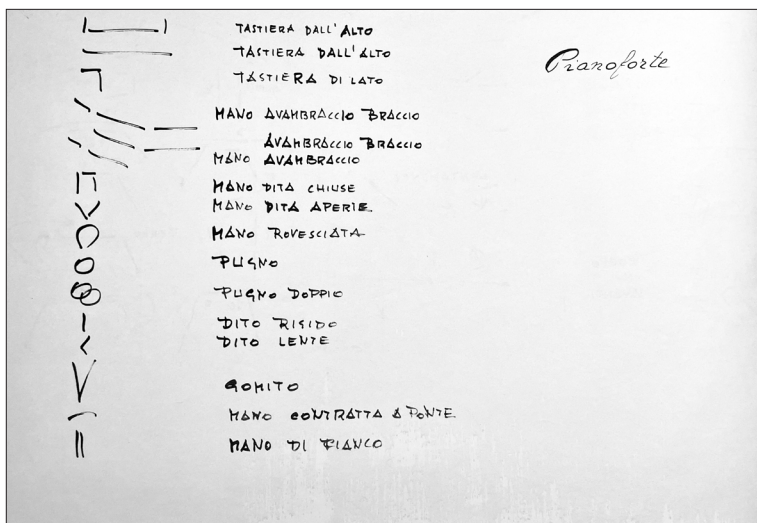 TASTIERA DALL'ALTO
TASTIERA DALL'ALTO
Pianoforte
TASTIERA DI LATO
MANO AVAMBRACCIO BRACCIO
AVAMBRACCIO BRACCIO
MANO AVAMBRACCIO
MANO DITA CHIUSE
MANO DITA APERTE
MANO ROVESCIATA
PUGNO
PUGNO DOPPIO
DITO RIGIDO
DITO LENTE
GOMITO
MANO CONTRATTA A PONTE
MANO DI FIANCO